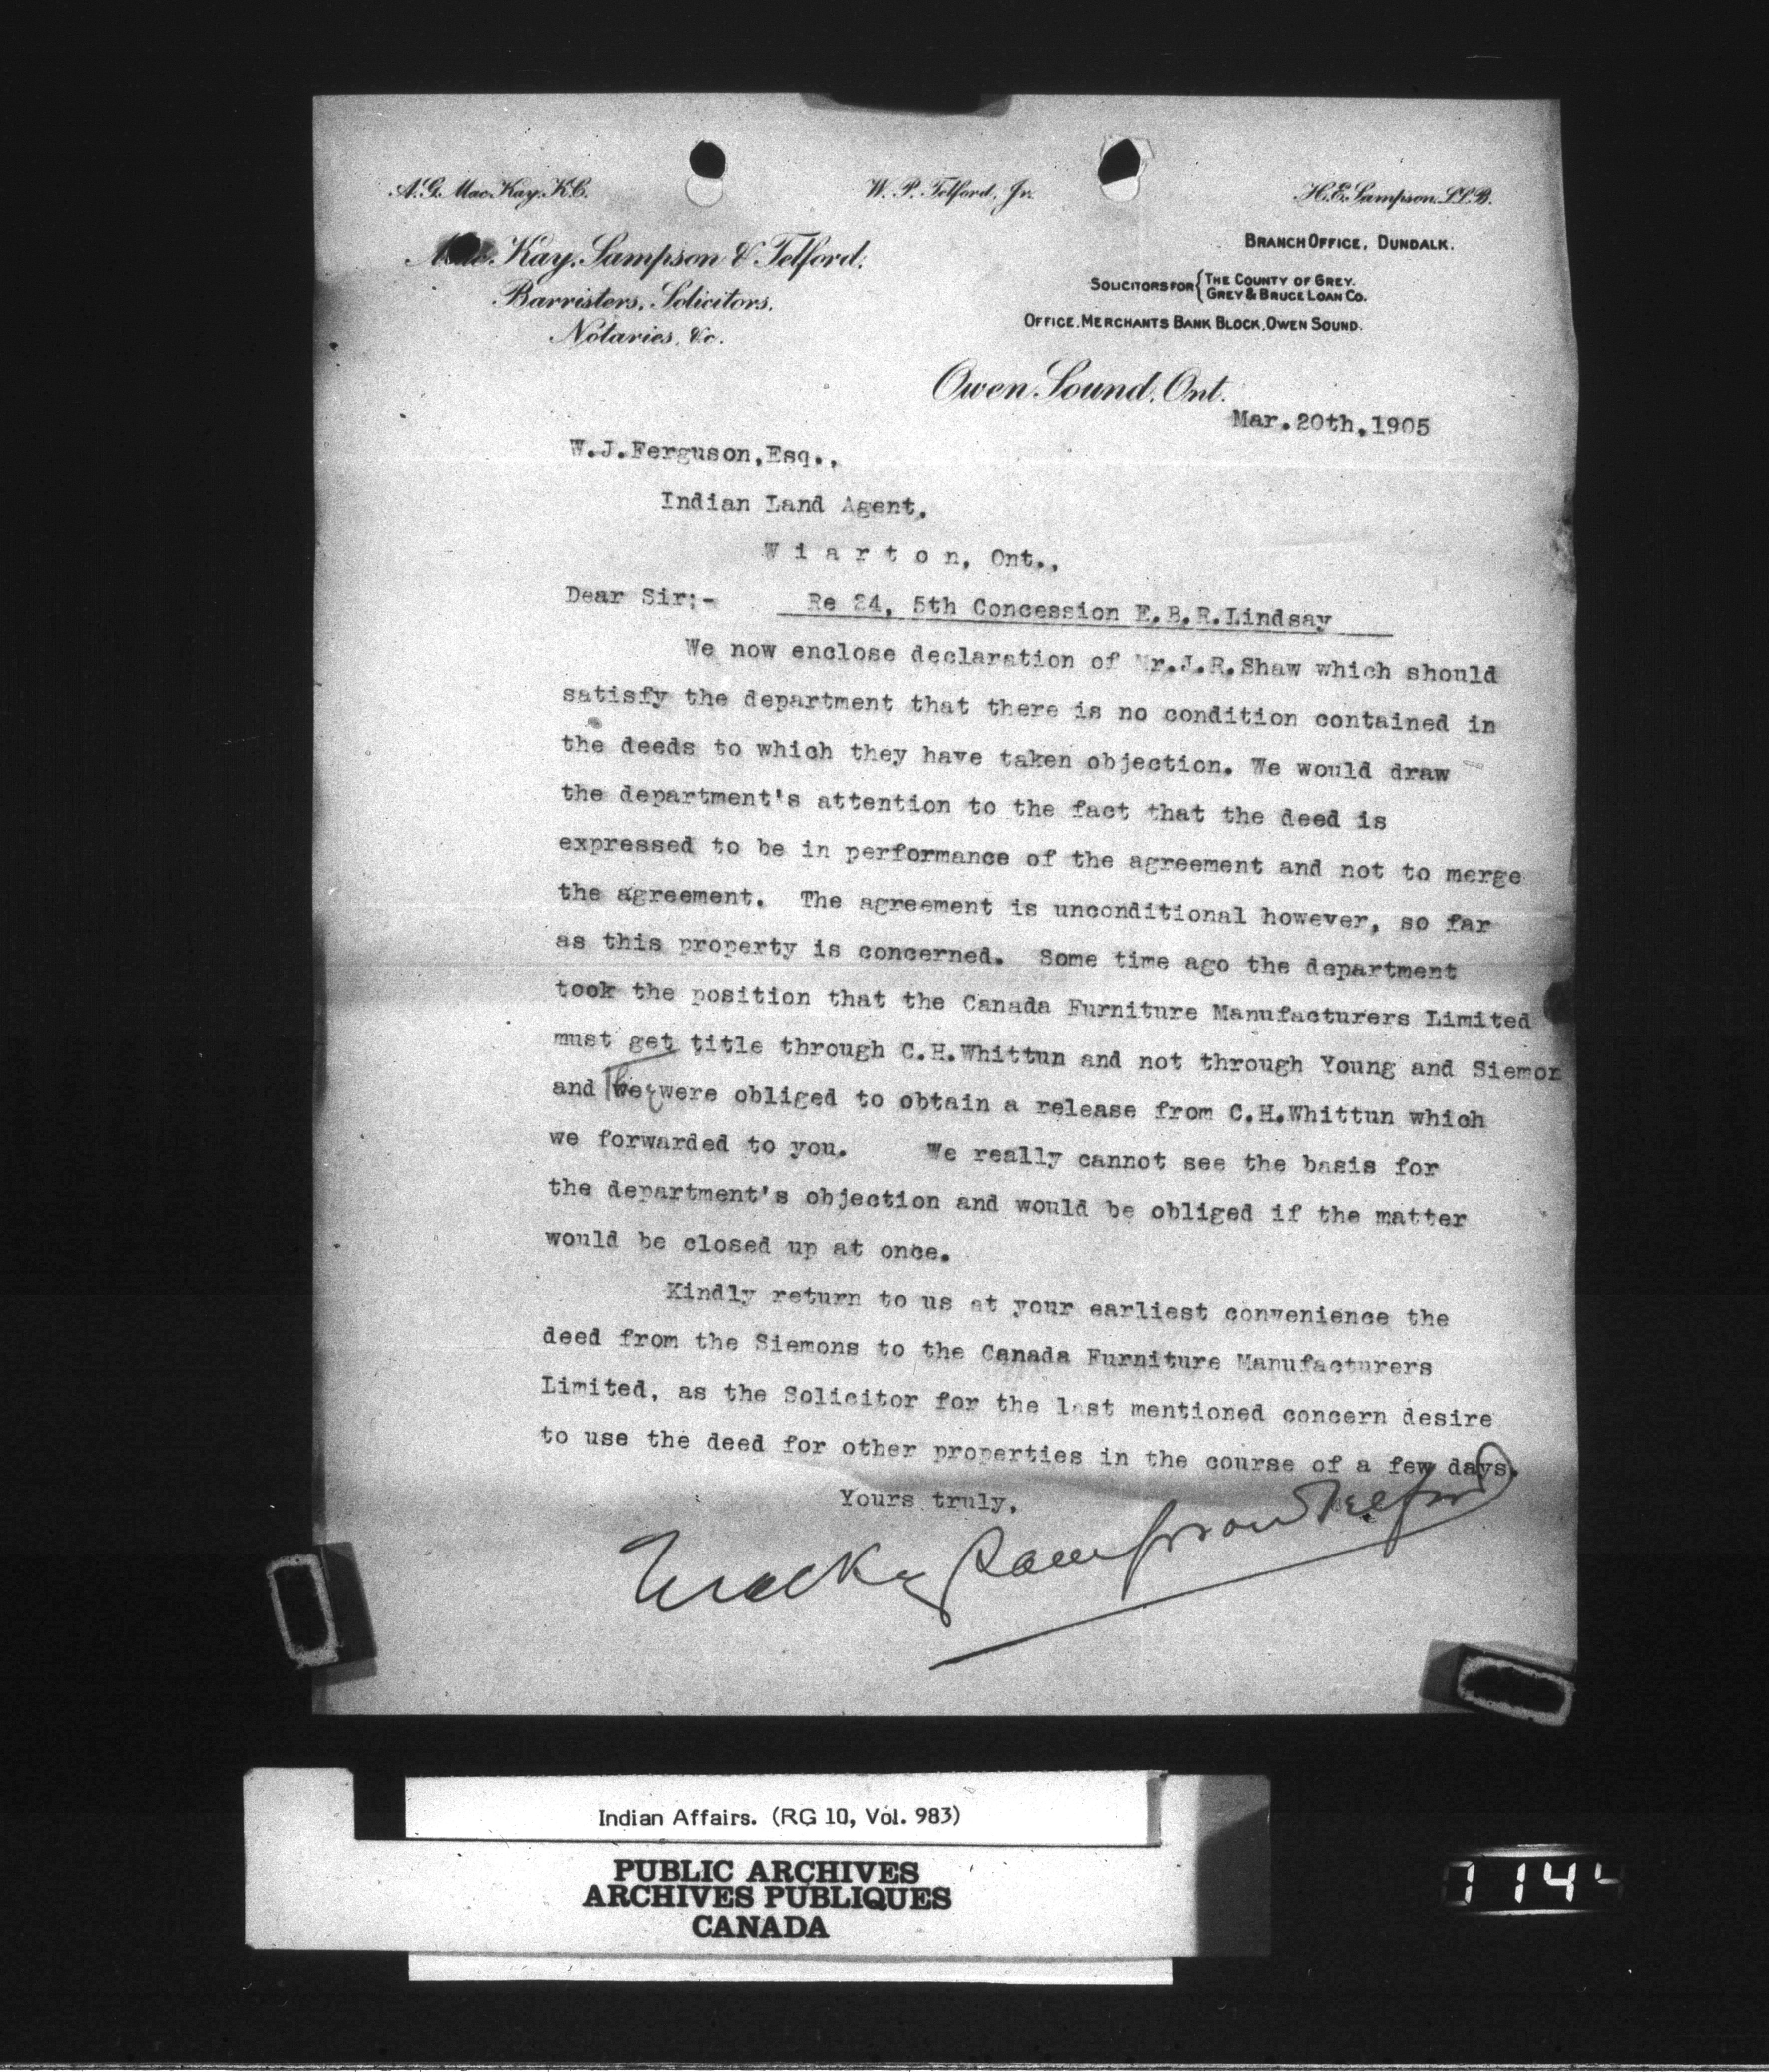 A.G. MacKay, K.C.
W. P. Telford, Jr.
H.E. Sampson, LL.B.
MacKay, Sampson & Telford,
Barristers, Solicitors,
Notaries, &c.
BRANCH OFFICE, DUNDALK.
SOLICITORS FOR { THE COUNTY OF GREY.
GREY & BRUCE LOAN CO.
OFFICE, MERCHANTS BANK BLOCK, OWEN SOUND.
Owen Sound, Ont.
Mar.20th,1905
W.J.Ferguson,Esq.,
Indian Land Agent,
W i a r t o n, Ont.,
Dear Sir:- Re 24, 5th Concession E.B.R.Lindsay
We now enclose declaration of Mr.J.R.Shaw which should
satisfy the department that there is no condition contained in
the deeds to which they have taken objection. We would draw
the department's attention to the fact that the deed is
expressed to be in performance of the agreement and not to merge
the agreement. The agreement is unconditional however, so far
as this property is concerned. Some time ago the department
took the position that the Canada Furniture Manufacturers Limited
must get title through C.H.Whittun and not through Young and Siemon
and they were obliged to obtain a release from C.H.Whittun which
we forwarded to you. We really cannot see the basis for
the department's objection and would be obliged if the matter
would be closed up at once.
Kindly return to us at your earliest convenience the
deed from the Siemons to the Canada Furniture Manufacturers
Limited, as the Solicitor for the last mentioned concern desire
to use the deed for other properties in the course of a few days.
Yours truly,
MacKay Sampson & Telford
Indian Affairs. (RG 10, Vol. 983)
PUBLIC ARCHIVES
ARCHIVES PUBLIQUES
CANADA
1144